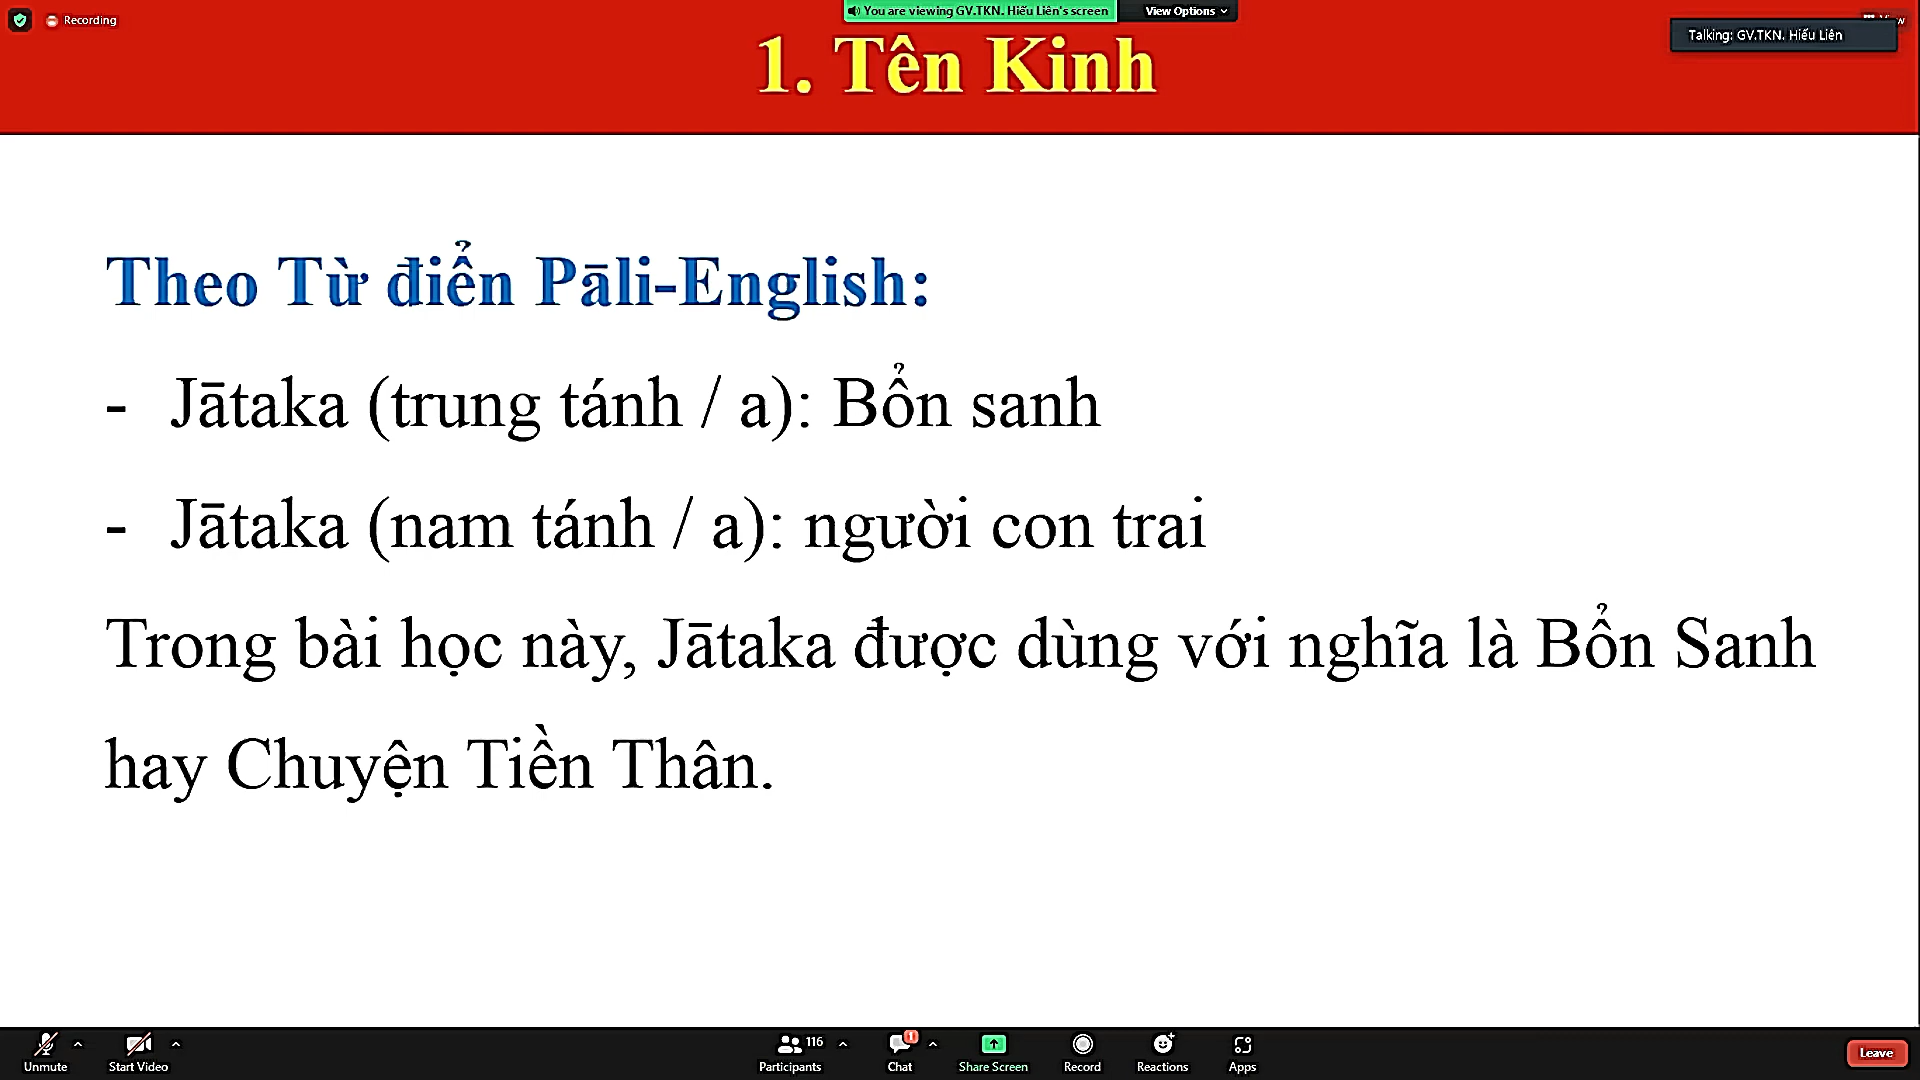 Recording
You are viewing GV.TKN. Hiếu Liên's screen
View Options
Talking: GV.TKN. Hiếu Liên
1. Tên Kinh
Theo Từ điển Pāli-English:
- Jātaka (trung tánh / a): Bổn sanh
- Jātaka (nam tánh / a): người con trai
Trong bài học này, Jātaka được dùng với nghĩa là Bổn Sanh
hay Chuyện Tiền Thân.
Unmute
Start Video
116
Participants
1
Chat
Share Screen
Record
Reactions
Apps
Leave